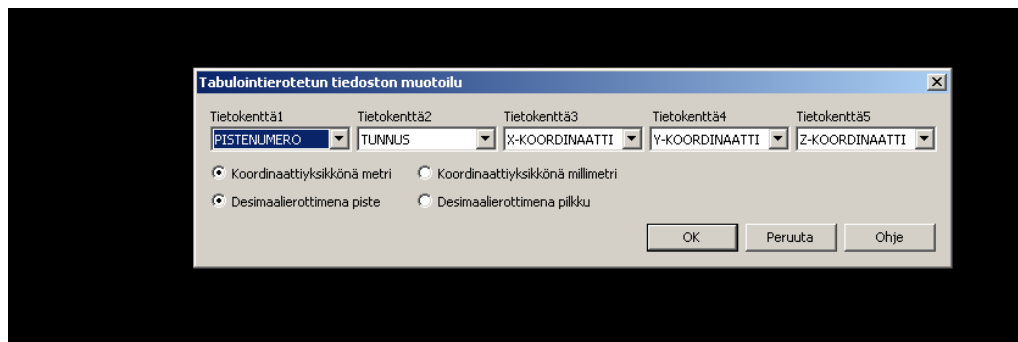 Tabulointierotetun tiedoston muotoilu
Tietokenttä1 Tietokenttä2 Tietokenttä3 Tietokenttä4 Tietokenttä5
PISTENUMERO TUNNUS X-KOORDINAATTI Y-KOORDINAATTI Z-KOORDINAATTI
Koordinaattiyksikkönä metri Koordinaattiyksikkönä millimetri
Desimaalierottimena piste Desimaalierottimena pilkku
OK Peruuta Ohje